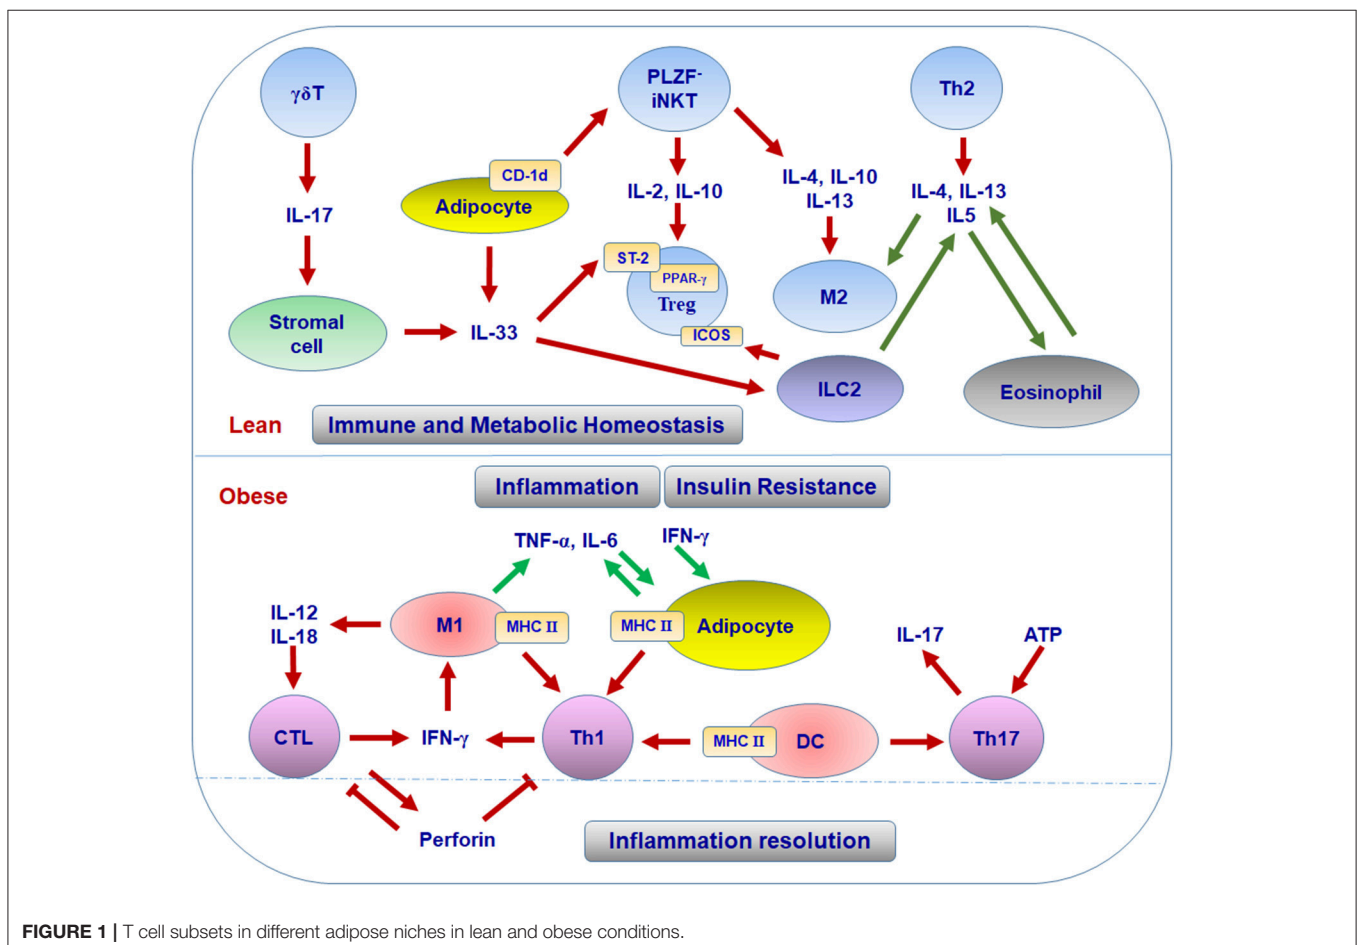 γδT
PLZF-
iNKT
Th2
CD-1d
Adipocyte
IL-17
IL-2, IL-10
IL-4, IL-10
IL-13
IL-4, IL-13
IL5
ST-2
PPAR-γ
Treg
ICOS
M2
Stromal
cell
IL-33
ILC2
Eosinophil
Lean
Immune and Metabolic Homeostasis
Obese
Inflammation
Insulin Resistance
TNF-α, IL-6
IFN-γ
IL-12
IL-18
M1
MHC II
MHC II
Adipocyte
IL-17
ATP
CTL
IFN-γ
Th1
MHC II
DC
Th17
Perforin
Inflammation resolution
FIGURE 1 | T cell subsets in different adipose niches in lean and obese conditions.